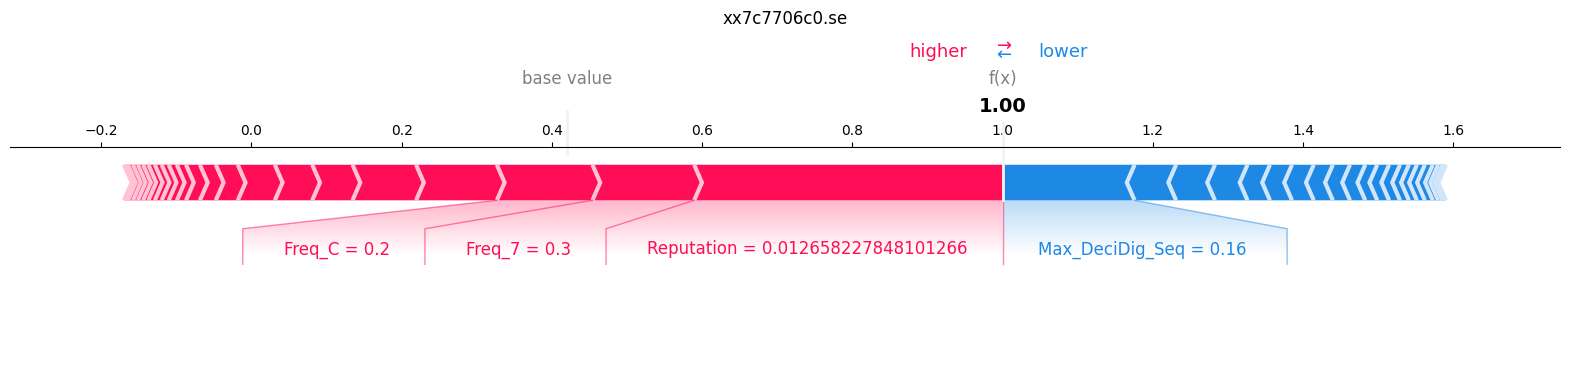 xx7c7706c0.se
higher ⇄ lower
base value f(x)
1.00
−0.2 0.0 0.2 0.4 0.6 0.8 1.0 1.2 1.4 1.6
Freq_C = 0.2 Freq_7 = 0.3 Reputation = 0.012658227848101266 Max_DeciDig_Seq = 0.16